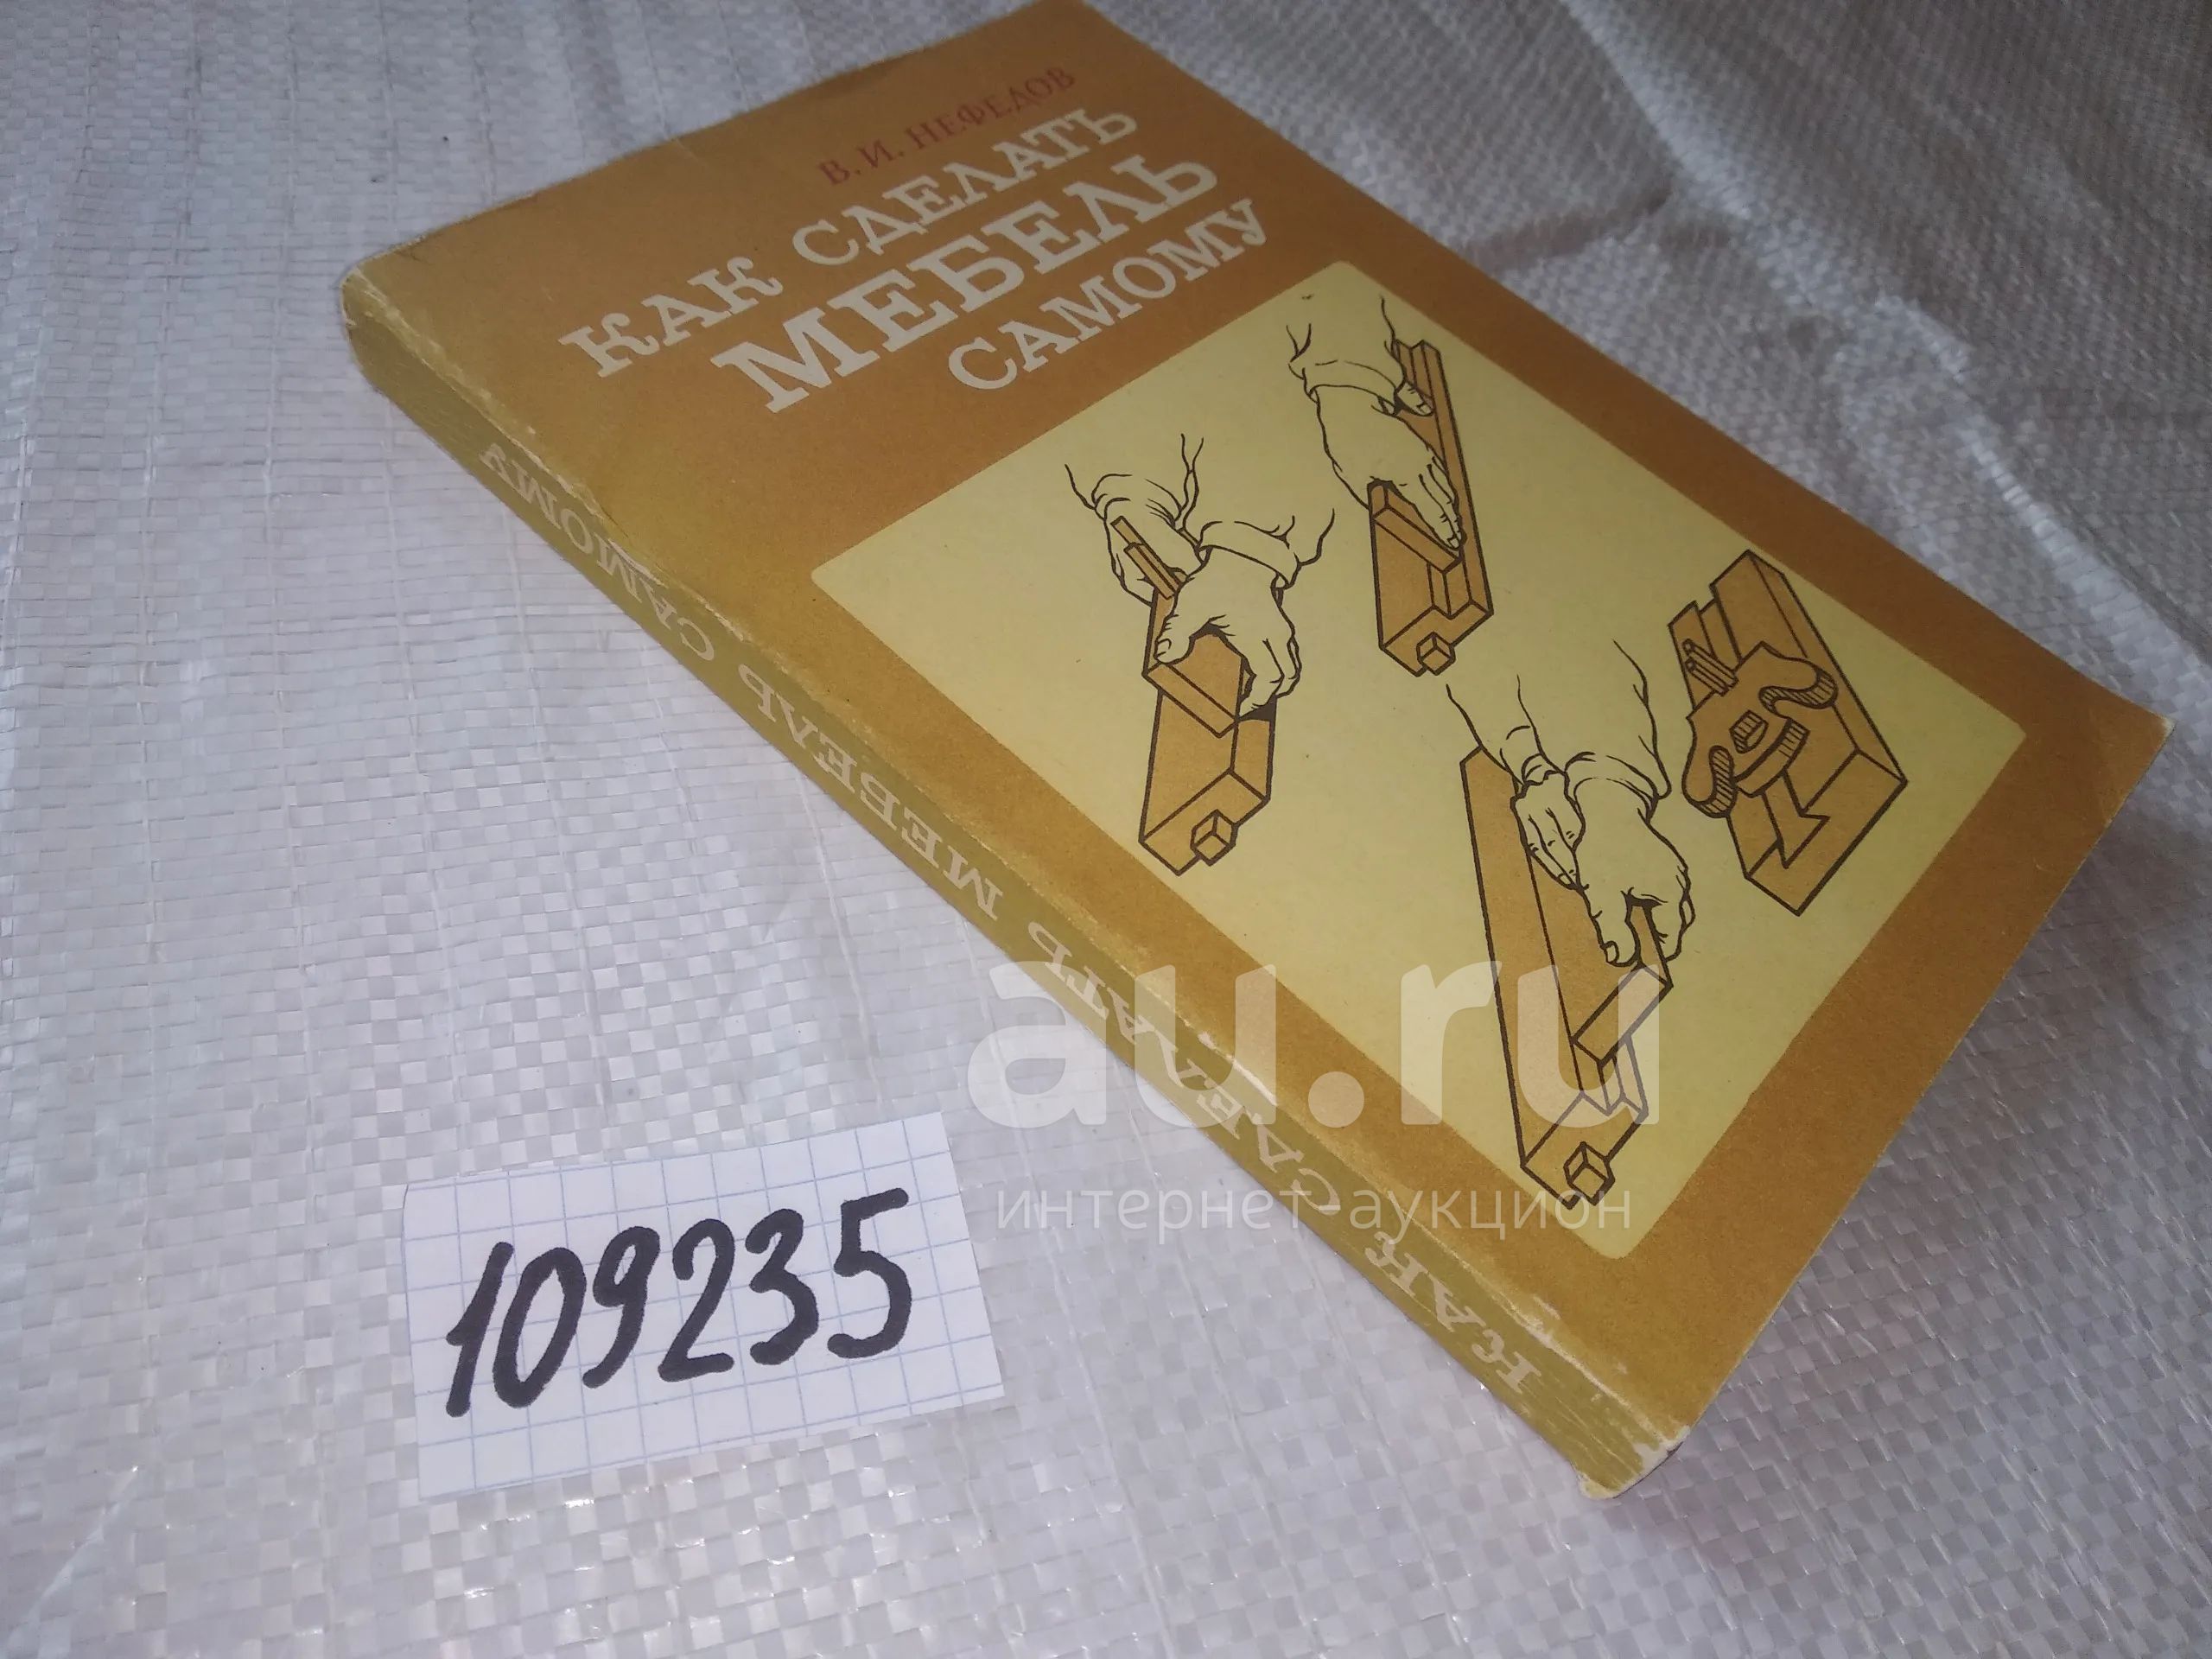 В. И. НЕФЕДОВ
КАК СДЕЛАТЬ
МЕБЕЛЬ
САМОМУ
КАК СДЕЛАТЬ МЕБЕЛЬ САМОМУ
au.ru
интернет-аукцион
109235